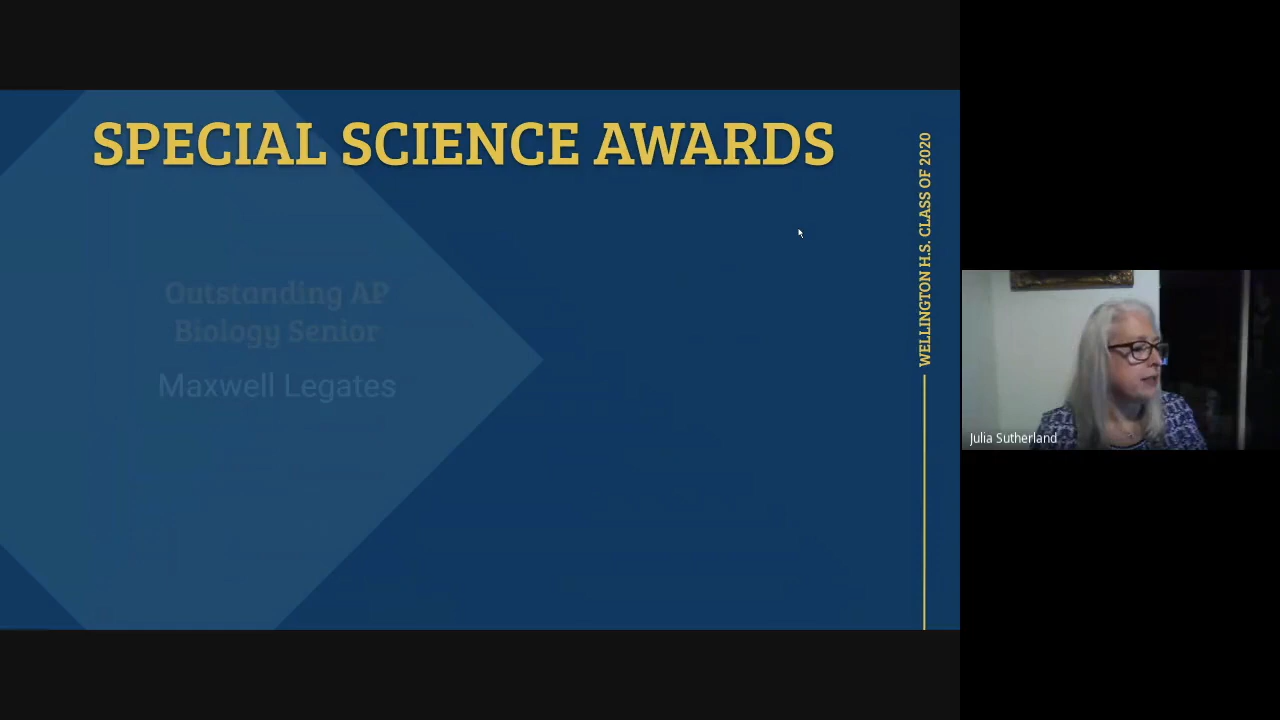 SPECIAL SCIENCE AWARDS
Outstanding AP
Biology Senior
Maxwell Legates
WELLINGTON H.S. CLASS OF 2020
Julia Sutherland